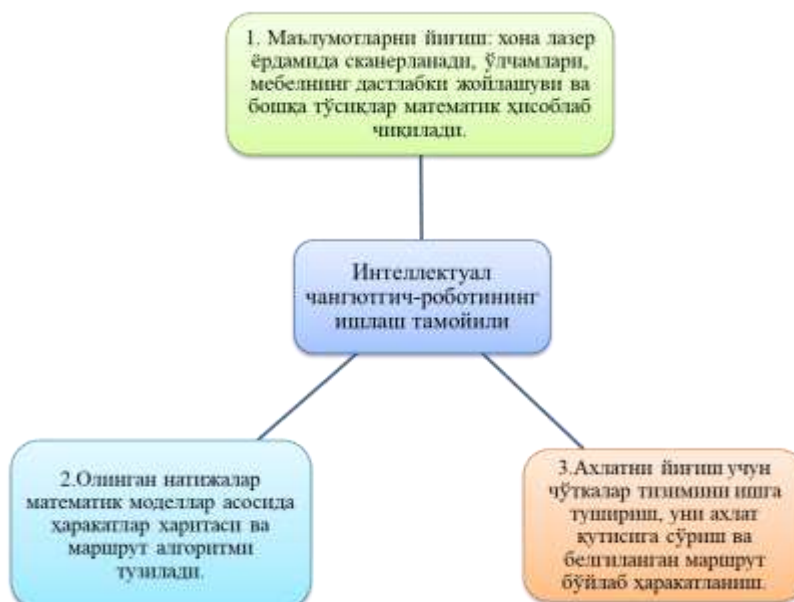 1. Маълумотларни йиғиш: хона лазер
ёрдамида сканерланади, ўлчамлари,
мебелнинг дастлабки жойлашуви ва
бошқа тўсиқлар математик ҳисоблаб
чиқилади.
Интеллектуал
чангютгич-роботининг
ишлаш тамойили
2.Олинган натижалар
математик моделлар асосида
ҳаракатлар харитаси ва
маршрут алгоритми
тузилади.
3.Ахлатни йиғиш учун
чўткалар тизимини ишга
тушириш, уни ахлат
қутисига сўриш ва
белгиланган маршрут
бўйлаб ҳаракатланиш.